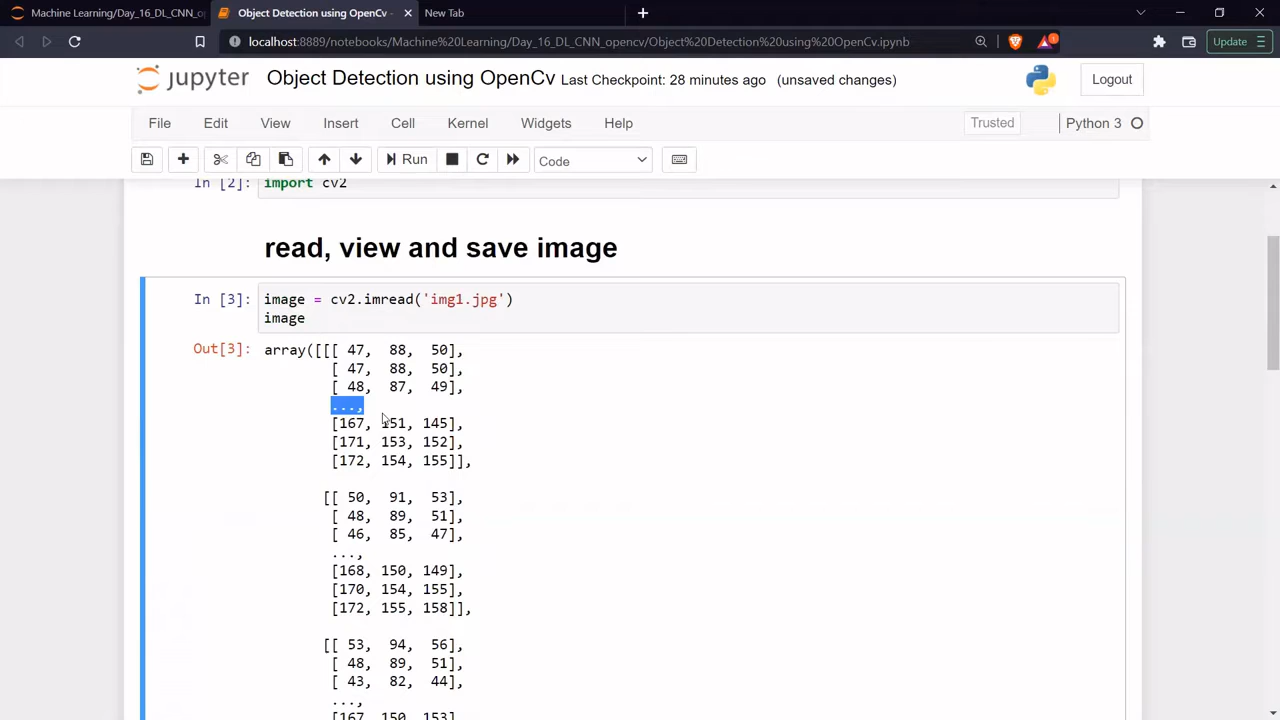 Machine Learning/Day_16_DL_CNN_op
Object Detection using OpenCv
New Tab
localhost:8889/notebooks/Machine%20Learning/Day_16_DL_CNN_opencv/Object%20Detection%20using%20OpenCv.ipynb
Update
jupyter Object Detection using OpenCv Last Checkpoint: 28 minutes ago (unsaved changes)
Logout
File Edit View Insert Cell Kernel Widgets Help
Trusted
Python 3
Run
Code
In [2]: import cv2
read, view and save image
In [3]: image = cv2.imread('img1.jpg')
image
Out[3]: array([[[ 47, 88, 50],
[ 47, 88, 50],
[ 48, 87, 49],
...,
[167, 151, 145],
[171, 153, 152],
[172, 154, 155]],
[[ 50, 91, 53],
[ 48, 89, 51],
[ 46, 85, 47],
...,
[168, 150, 149],
[170, 154, 155],
[172, 155, 158]],
[[ 53, 94, 56],
[ 48, 89, 51],
[ 43, 82, 44],
...,
[167, 150, 153]